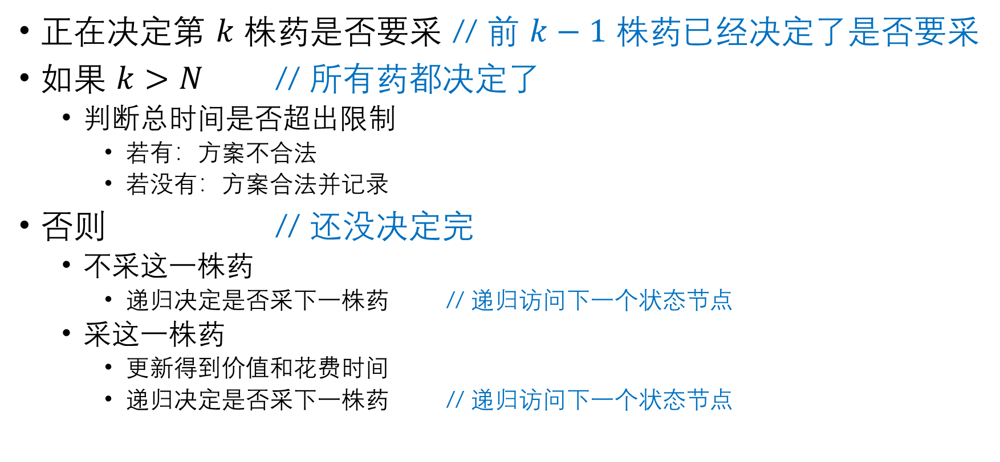 • 正在决定第 k 株药是否要采 // 前 k − 1 株药已经决定了是否要采
• 如果 k > N // 所有药都决定了
• 判断总时间是否超出限制
• 若有：方案不合法
• 若没有：方案合法并记录
• 否则 // 还没决定完
• 不采这一株药
• 递归决定是否采下一株药 // 递归访问下一个状态节点
• 采这一株药
• 更新得到价值和花费时间
• 递归决定是否采下一株药 // 递归访问下一个状态节点